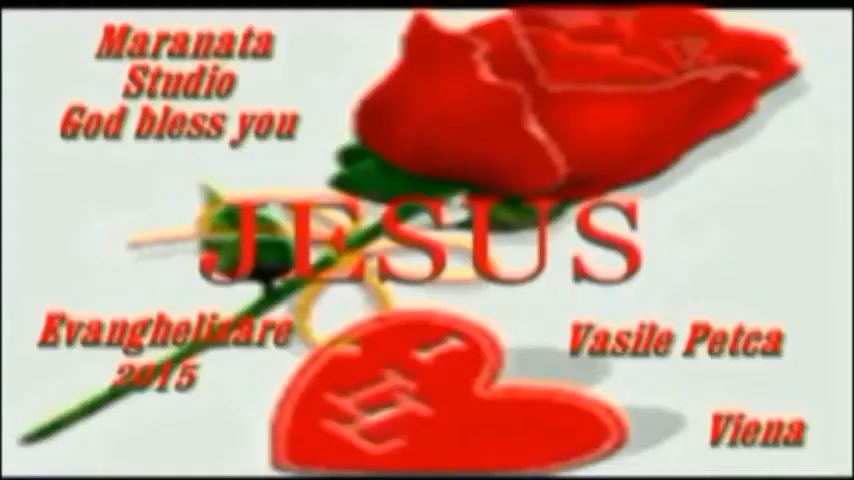 Maranata
Studio
God bless you
JESUS
Evanghelizare
2015
Vasile Petca
Viena